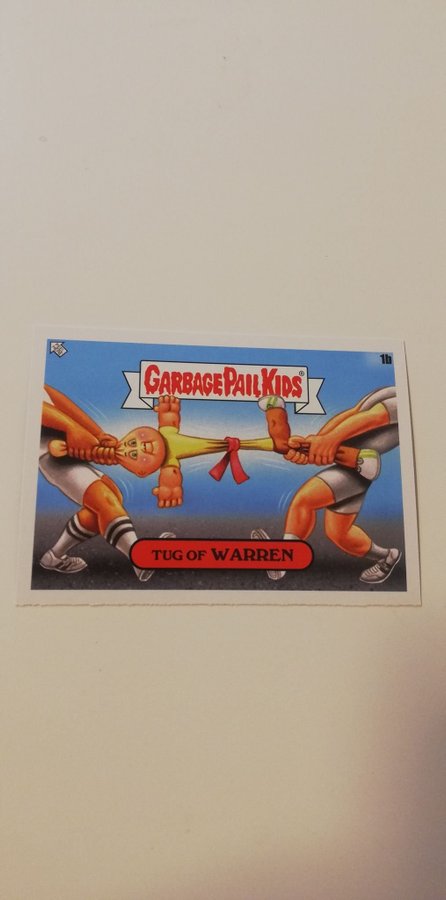 1b
GARBAGE PAIL KIDS®
TUG OF WARREN